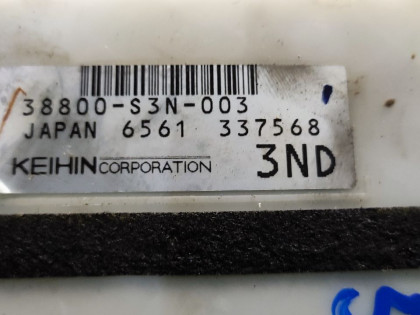 38800-S3N-003
JAPAN 6561 337568
KEIHIN CORPORATION 3ND